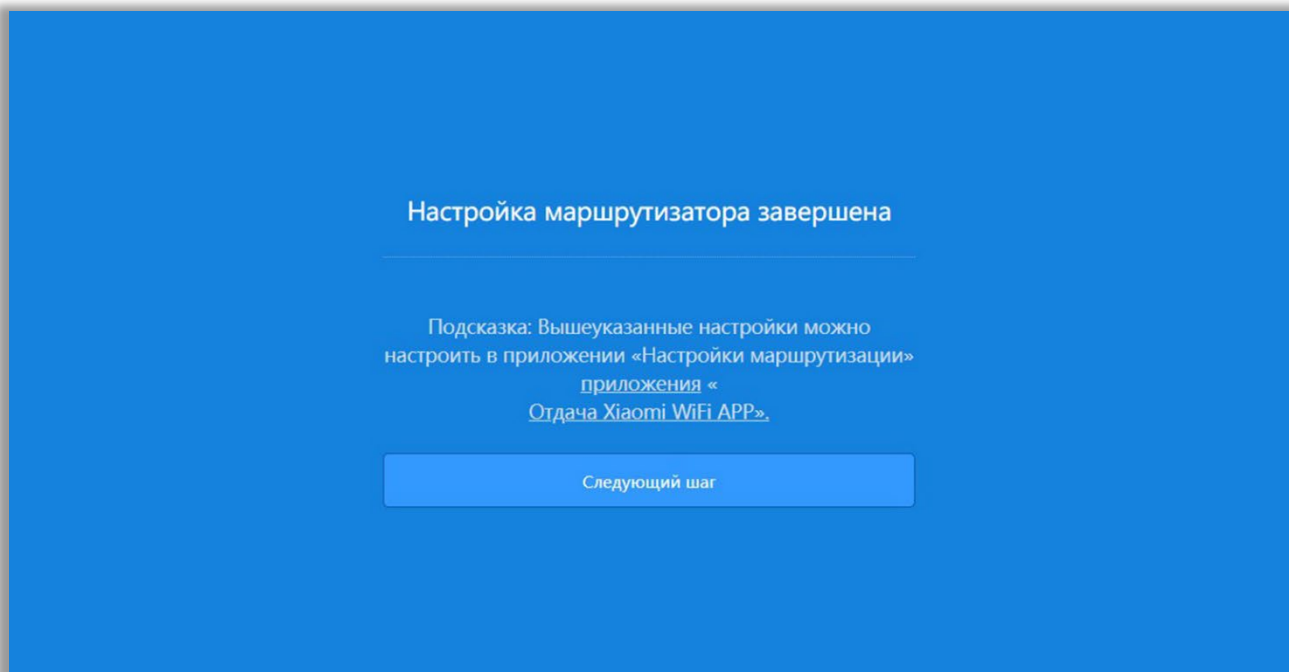 Настройка маршрутизатора завершена
Подсказка: Вышеуказанные настройки можно
настроить в приложении «Настройки маршрутизации»
приложения «
Отдача Xiaomi WiFi APP».
Следующий шаг